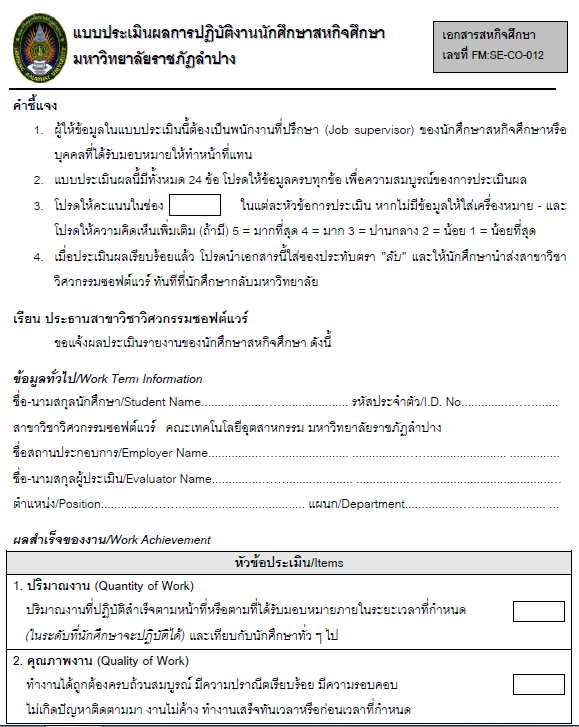 แบบประเมินผลการปฏิบัติงานนักศึกษาสหกิจศึกษา
มหาวิทยาลัยราชภัฏลำปาง
เอกสารสหกิจศึกษา
เลขที่ FM:SE-CO-012
คำชี้แจง
1. ผู้ให้ข้อมูลในแบบประเมินนี้ต้องเป็นพนักงานที่ปรึกษา (Job supervisor) ของนักศึกษาสหกิจศึกษาหรือ
บุคคลที่ได้รับมอบหมายให้ทำหน้าที่แทน
2. แบบประเมินผลนี้มีทั้งหมด 24 ข้อ โปรดให้ข้อมูลครบทุกข้อ เพื่อความสมบูรณ์ของการประเมินผล
3. โปรดให้คะแนนในช่อง ในแต่ละหัวข้อการประเมิน หากไม่มีข้อมูลให้ใส่เครื่องหมาย - และ
โปรดให้ความคิดเห็นเพิ่มเติม (ถ้ามี) 5 = มากที่สุด 4 = มาก 3 = ปานกลาง 2 = น้อย 1 = น้อยที่สุด
4. เมื่อประเมินผลเรียบร้อยแล้ว โปรดนำเอกสารนี้ใส่ซองประทับตรา "ลับ" และให้นักศึกษานำส่งสาขาวิชา
วิศวกรรมซอฟต์แวร์ ทันทีที่นักศึกษากลับมหาวิทยาลัย
เรียน ประธานสาขาวิชาวิศวกรรมซอฟต์แวร์
ขอแจ้งผลประเมินรายงานของนักศึกษาสหกิจศึกษา ดังนี้
ข้อมูลทั่วไป/Work Term Information
ชื่อ-นามสกุลนักศึกษา/Student Name............................................ รหัสประจำตัว/I.D. No.............................
สาขาวิชาวิศวกรรมซอฟต์แวร์ คณะเทคโนโลยีอุตสาหกรรม มหาวิทยาลัยราชภัฏลำปาง
ชื่อสถานประกอบการ/Employer Name........................................... .......................................... ...............
ชื่อ-นามสกุลผู้ประเมิน/Evaluator Name.......................................... ...............................................................
ตำแหน่ง/Position............................................................. แผนก/Department.......................................... ...
ผลสำเร็จของงาน/Work Achievement
หัวข้อประเมิน/Items
1. ปริมาณงาน (Quantity of Work)
ปริมาณงานที่ปฏิบัติสำเร็จตามหน้าที่หรือตามที่ได้รับมอบหมายภายในระยะเวลาที่กำหนด
(ในระดับที่นักศึกษาจะปฏิบัติได้) และเทียบกับนักศึกษาทั่ว ๆ ไป
2. คุณภาพงาน (Quality of Work)
ทำงานได้ถูกต้องครบถ้วนสมบูรณ์ มีความปราณีตเรียบร้อย มีความรอบคอบ
ไม่เกิดปัญหาติดตามมา งานไม่ค้าง ทำงานเสร็จทันเวลาหรือก่อนเวลาที่กำหนด